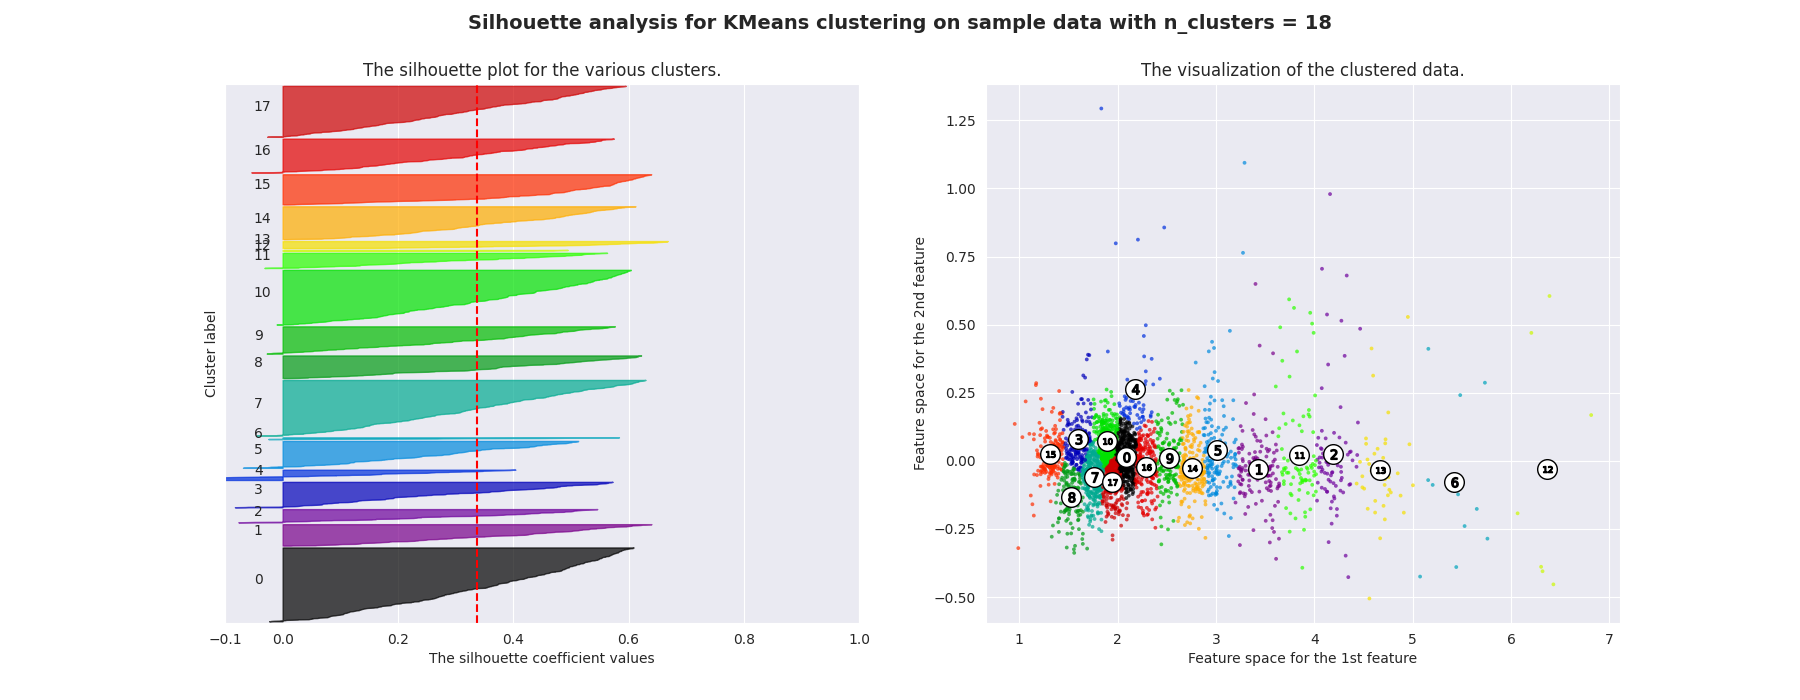 Silhouette analysis for KMeans clustering on sample data with n_clusters = 18
The silhouette plot for the various clusters.
17
16
15
14
13
12
11
10
9
8
7
6
5
4
3
2
1
0
Cluster label
−0.1 0.0 0.2 0.4 0.6 0.8 1.0
The silhouette coefficient values
The visualization of the clustered data.
1.25
1.00
0.75
0.50
0.25
0.00
−0.25
−0.50
Feature space for the 2nd feature
4
3 10 5
15 0 9 11 2
16 14 1 13 12
7 17 6
8
1 2 3 4 5 6 7
Feature space for the 1st feature